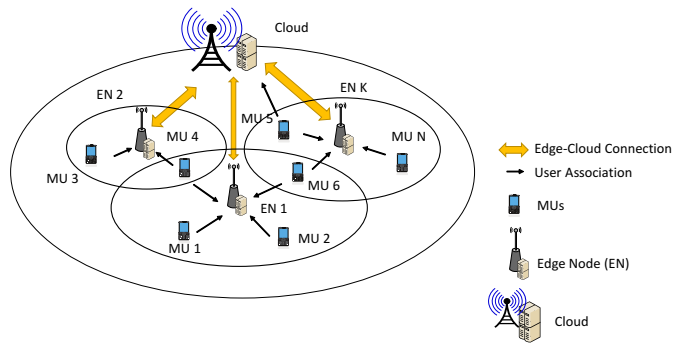 Cloud
EN 2
EN K
MU 5
MU 4
MU N
MU 3
MU 6
EN 1
MU 1
MU 2
Edge-Cloud Connection
User Association
MUs
Edge Node (EN)
Cloud